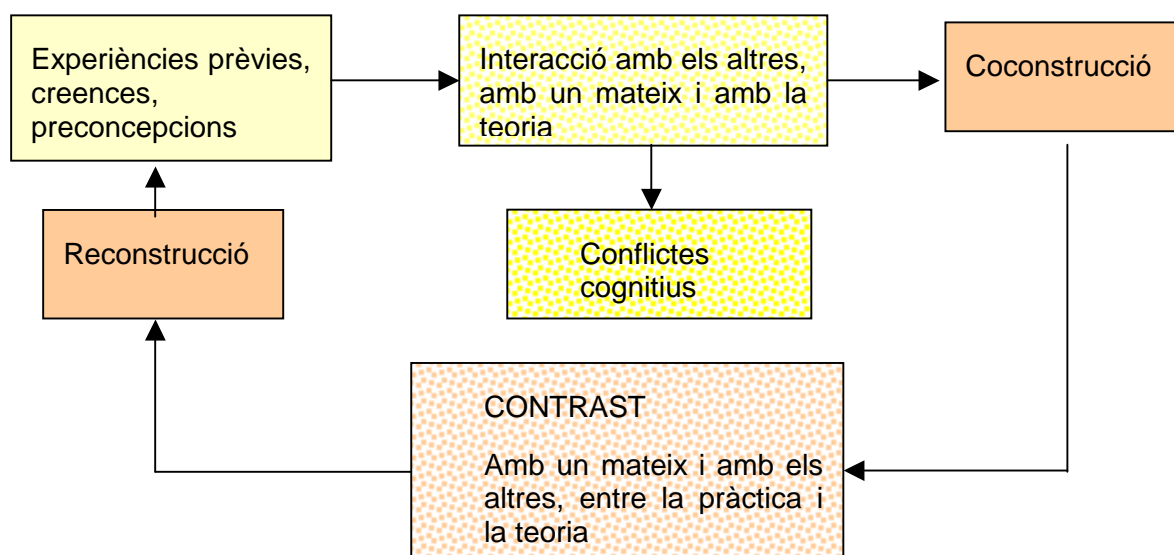 Experiències prèvies,
creences,
preconcepcions
Interacció amb els altres,
amb un mateix i amb la
teoria
Coconstrucció
Reconstrucció
Conflictes
cognitius
CONTRAST
Amb un mateix i amb els
altres, entre la pràctica i
la teoria